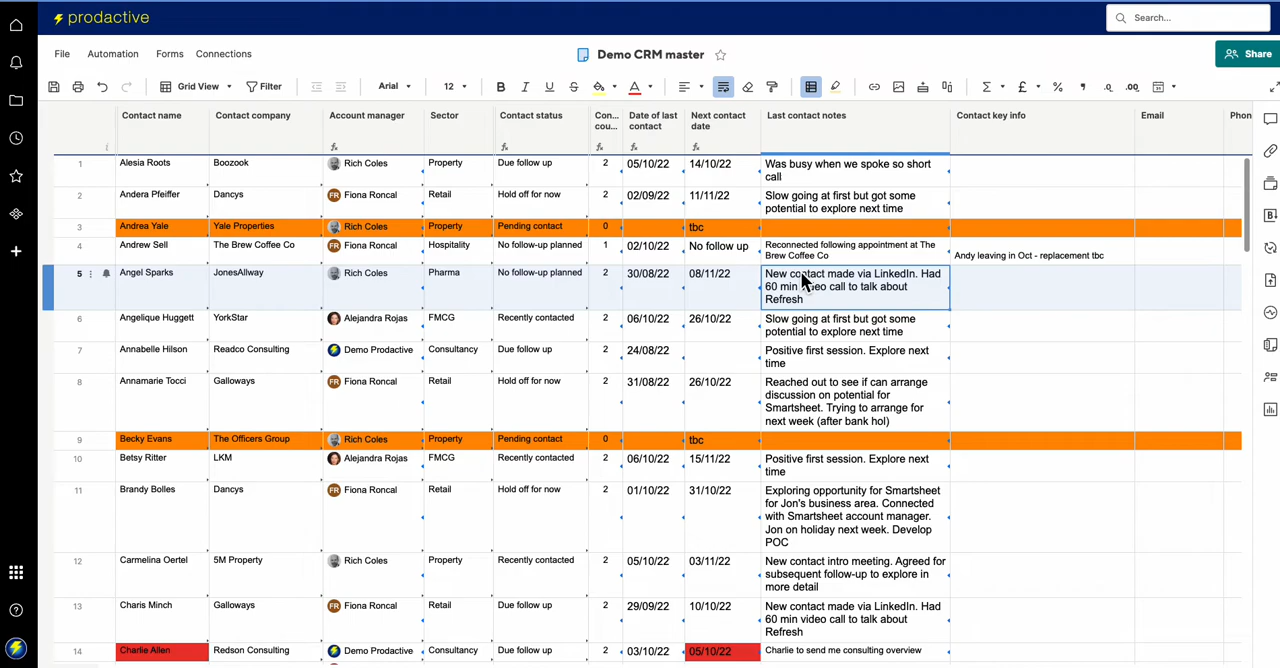 prodactive
Search...
File Automation Forms Connections
Demo CRM master
Share
Grid View Filter Arial 12 B I U S A Σ £ % .0 .00
Contact name Contact company Account manager Sector Contact status Con... cou... Date of last contact Next contact date Last contact notes Contact key info Email Phon
i fx fx fx fx
1 Alesia Roots Boozook Rich Coles Property Due follow up 2 05/10/22 14/10/22 Was busy when we spoke so short
call
2 Andera Pfeiffer Dancys FR Fiona Roncal Retail Hold off for now 2 02/09/22 11/11/22 Slow going at first but got some
potential to explore next time
3 Andrea Yale Yale Properties Rich Coles Property Pending contact 0 tbc
4 Andrew Sell The Brew Coffee Co FR Fiona Roncal Hospitality No follow-up planned 1 02/10/22 No follow up Reconnected following appointment at The
Brew Coffee Co Andy leaving in Oct - replacement tbc
5 Angel Sparks JonesAllway Rich Coles Pharma No follow-up planned 2 30/08/22 08/11/22 New contact made via LinkedIn. Had
60 min video call to talk about
Refresh
6 Angelique Huggett YorkStar Alejandra Rojas FMCG Recently contacted 2 06/10/22 26/10/22 Slow going at first but got some
potential to explore next time
7 Annabelle Hilson Readco Consulting Demo Prodactive Consultancy Due follow up 2 24/08/22 Positive first session. Explore next
time
8 Annamarie Tocci Galloways FR Fiona Roncal Retail Hold off for now 2 31/08/22 26/10/22 Reached out to see if can arrange
discussion on potential for
Smartsheet. Trying to arrange for
next week (after bank hol)
9 Becky Evans The Officers Group Rich Coles Property Pending contact 0 tbc
10 Betsy Ritter LKM Alejandra Rojas FMCG Recently contacted 2 06/10/22 15/11/22 Positive first session. Explore next
time
11 Brandy Bolles Dancys FR Fiona Roncal Retail Hold off for now 2 01/10/22 31/10/22 Exploring opportunity for Smartsheet
for Jon's business area. Connected
with Smartsheet account manager.
Jon on holiday next week. Develop
POC
12 Carmelina Oertel 5M Property Rich Coles Property Recently contacted 2 05/10/22 03/11/22 New contact intro meeting. Agreed for
subsequent follow-up to explore in
more detail
13 Charis Minch Galloways FR Fiona Roncal Retail Due follow up 2 29/09/22 10/10/22 New contact made via LinkedIn. Had
60 min video call to talk about
Refresh
14 Charlie Allen Redson Consulting Demo Prodactive Consultancy Due follow up 2 03/10/22 05/10/22 Charlie to send me consulting overview